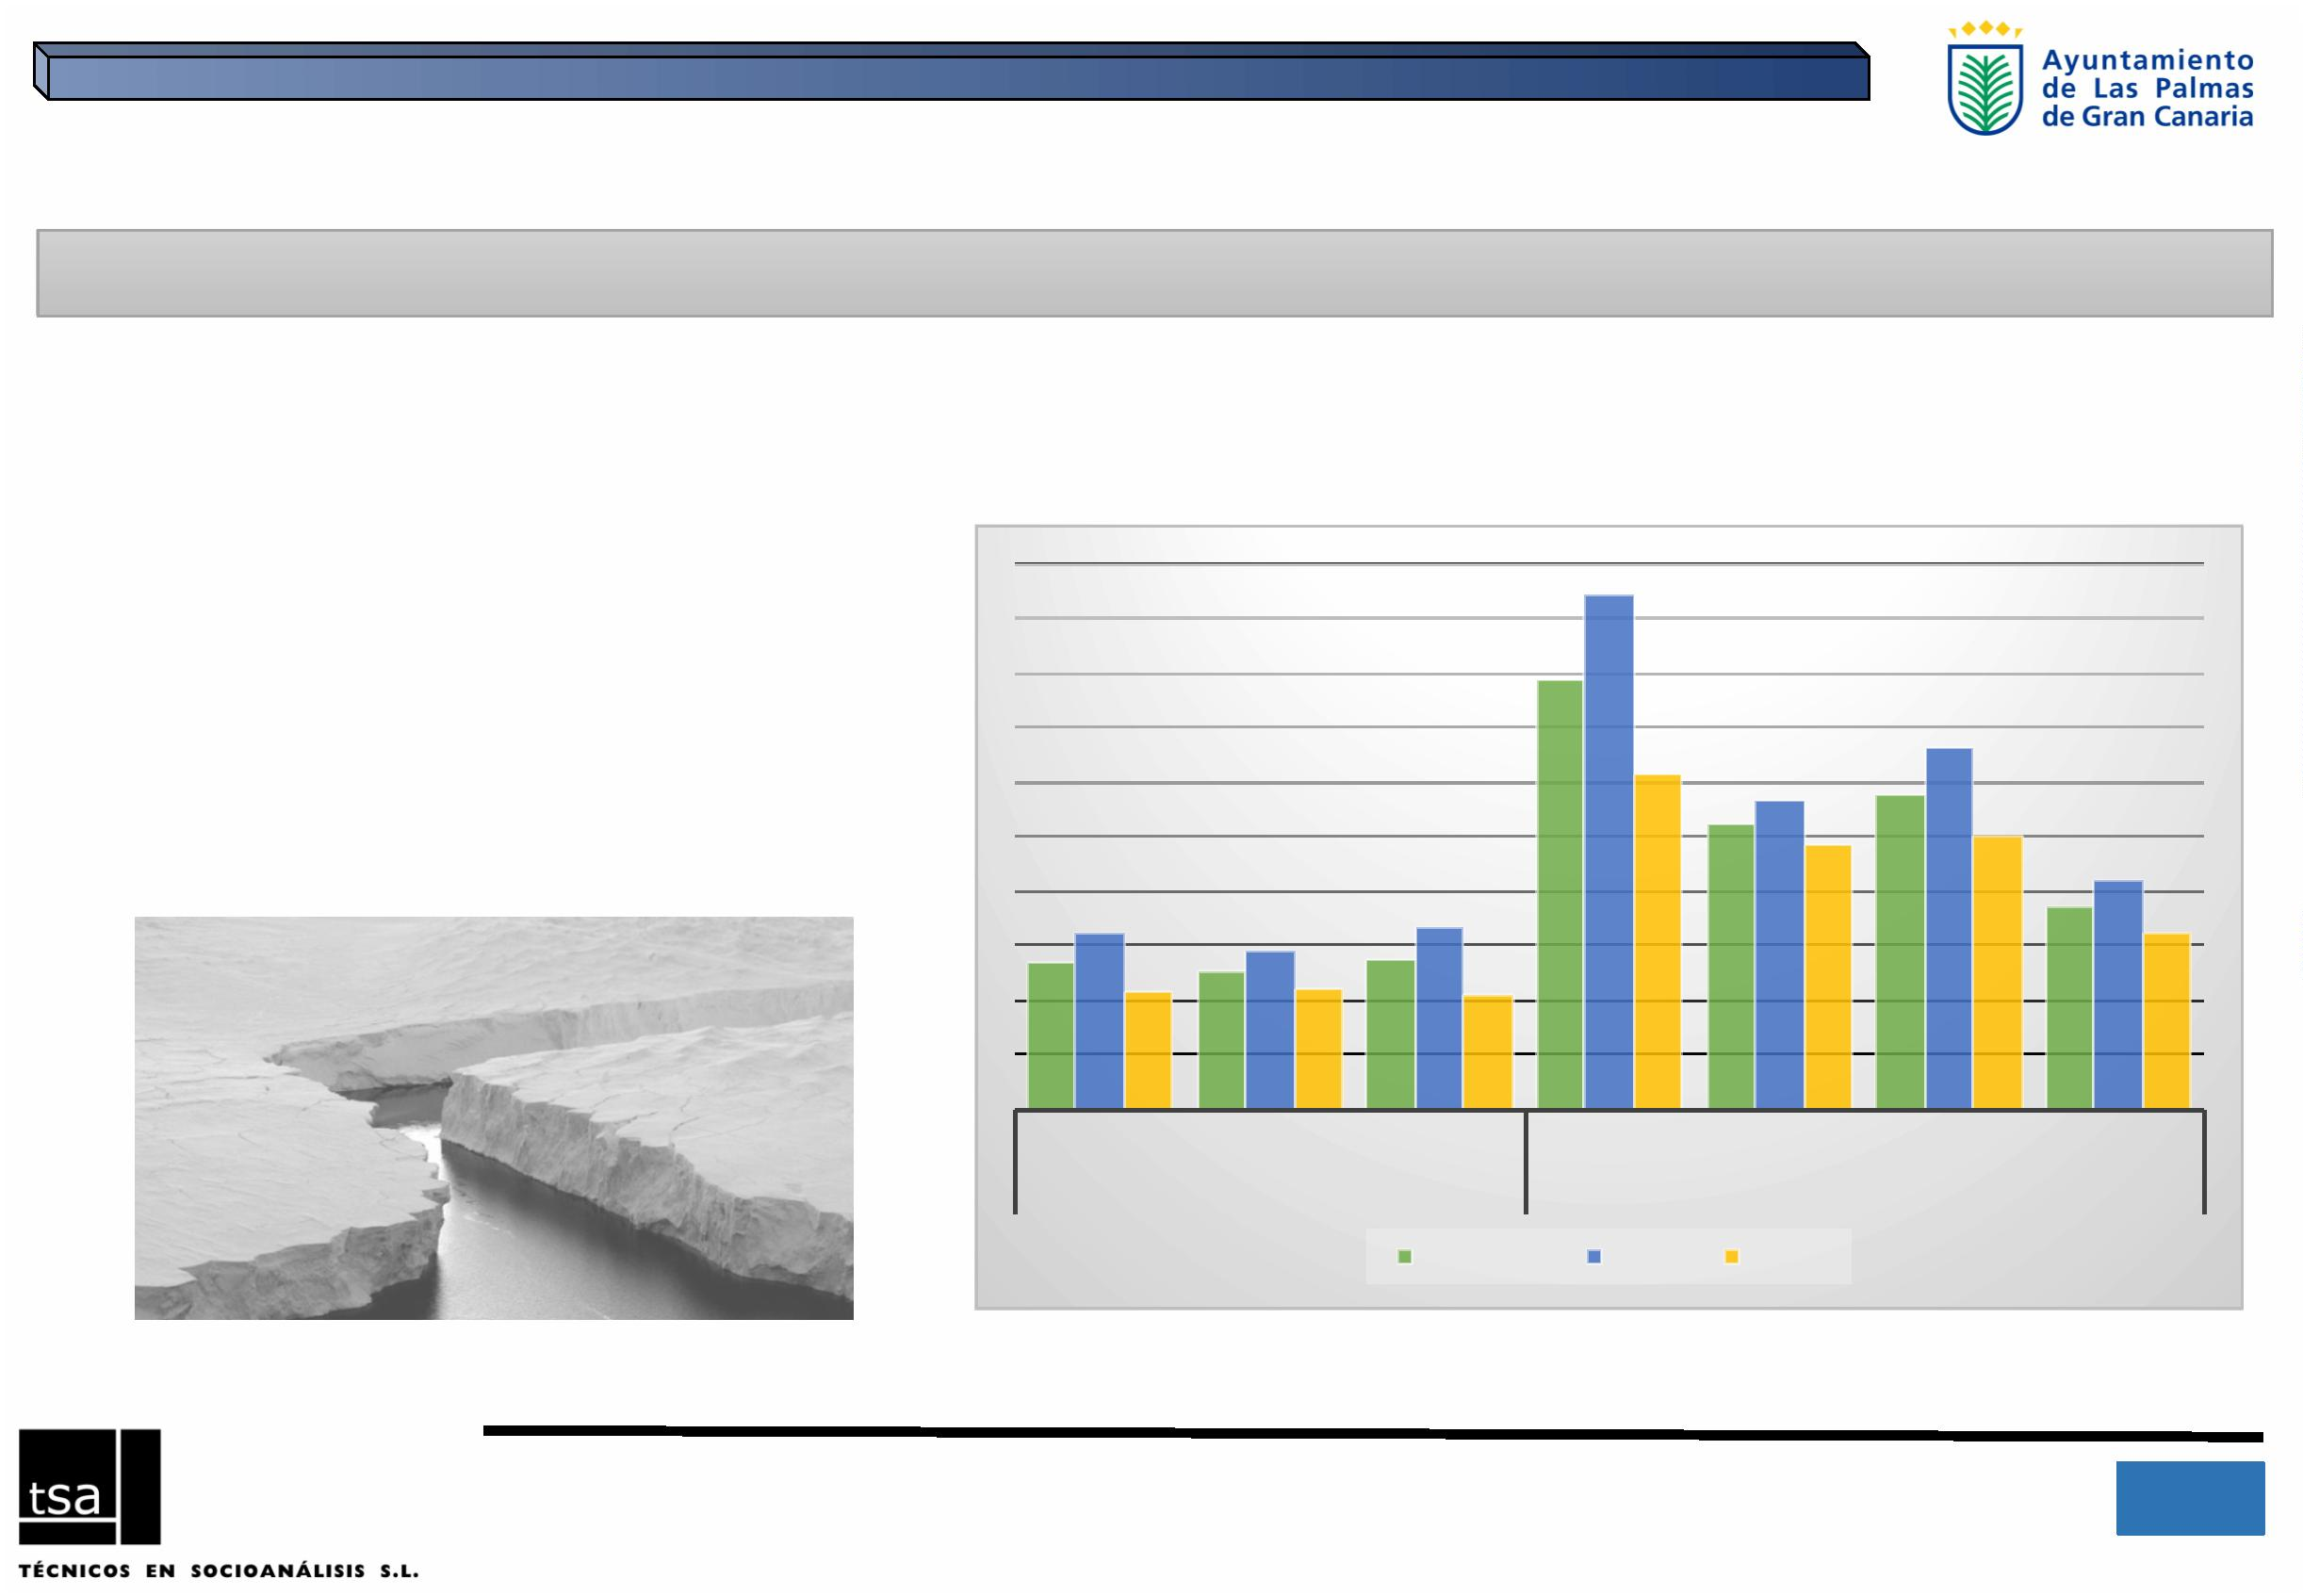 Ayuntamiento
de Las Palmas
de Gran Canaria
tsa
TÉCNICOS EN SOCIOANÁLISIS S.L.